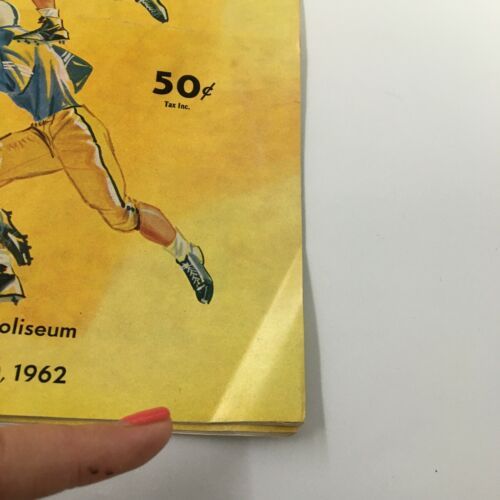 50¢
Tax Inc.
oliseum
, 1962